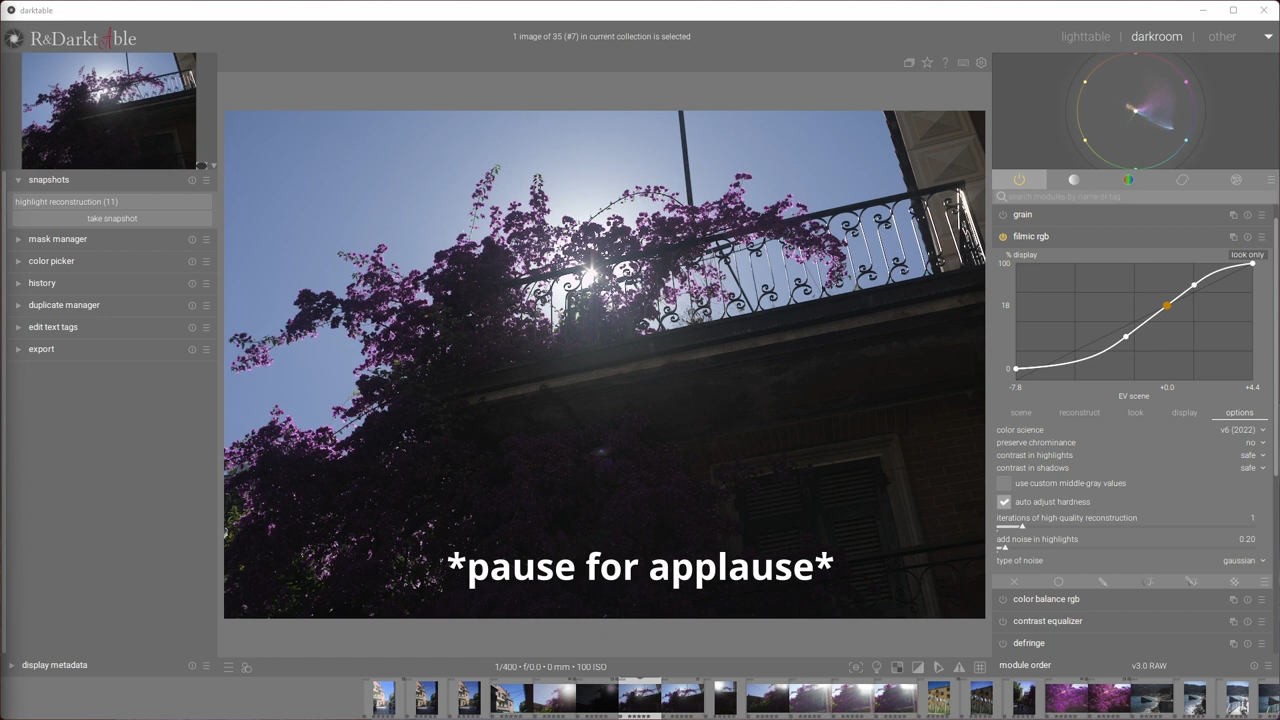 darktable
R&DarktAble
1 image of 35 (#7) in current collection is selected
lighttable | darkroom | other
snapshots
highlight reconstruction (11)
take snapshot
mask manager
color picker
history
duplicate manager
edit text tags
export
display metadata
*pause for applause*
1/400 • f/0.0 • 0 mm • 100 ISO
search modules by name or tag
grain
filmic rgb
% display
look only
100
18
0
-7.8
+0.0
+4.4
EV scene
scene reconstruct look display options
color science v6 (2022)
preserve chrominance no
contrast in highlights safe
contrast in shadows safe
use custom middle-gray values
auto adjust hardness
iterations of high-quality reconstruction 1
add noise in highlights 0.20
type of noise gaussian
color balance rgb
contrast equalizer
defringe
module order v3.0 RAW